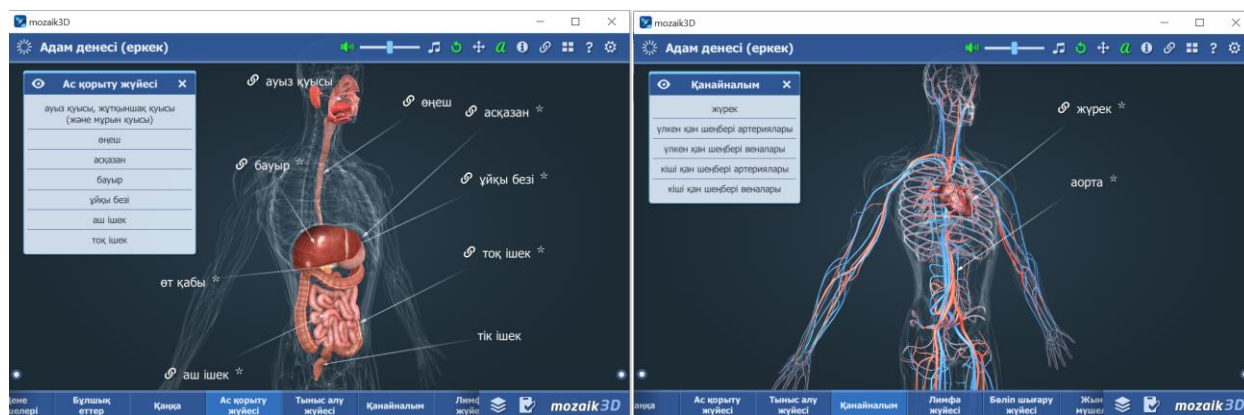 mozaik3D
Адам денесі (еркек)
Ас қорыту жүйесі
ауыз қуысы, жұтқыншақ қуысы
(және мұрын қуысы)
өңеш
асқазан
бауыр
ұйқы безі
аш ішек
тоқ ішек
ауыз қуысы
өңеш
асқазан *
бауыр *
ұйқы безі *
тоқ ішек *
өт қабы *
тік ішек
аш ішек *
Бұлшық
еттер
Қаңқа
Ас қорыту
жүйесі
Тыныс алу
жүйесі
Қанайналым
mozaik3D
mozaik3D
Адам денесі (еркек)
Қанайналым
жүрек
үлкен қан шеңбері артериялары
үлкен қан шеңбері веналары
кіші қан шеңбері артериялары
кіші қан шеңбері веналары
жүрек *
аорта *
Ас қорыту
жүйесі
Тыныс алу
жүйесі
Қанайналым
Лимфа
жүйесі
Бөліп шығару
жүйесі
mozaik3D